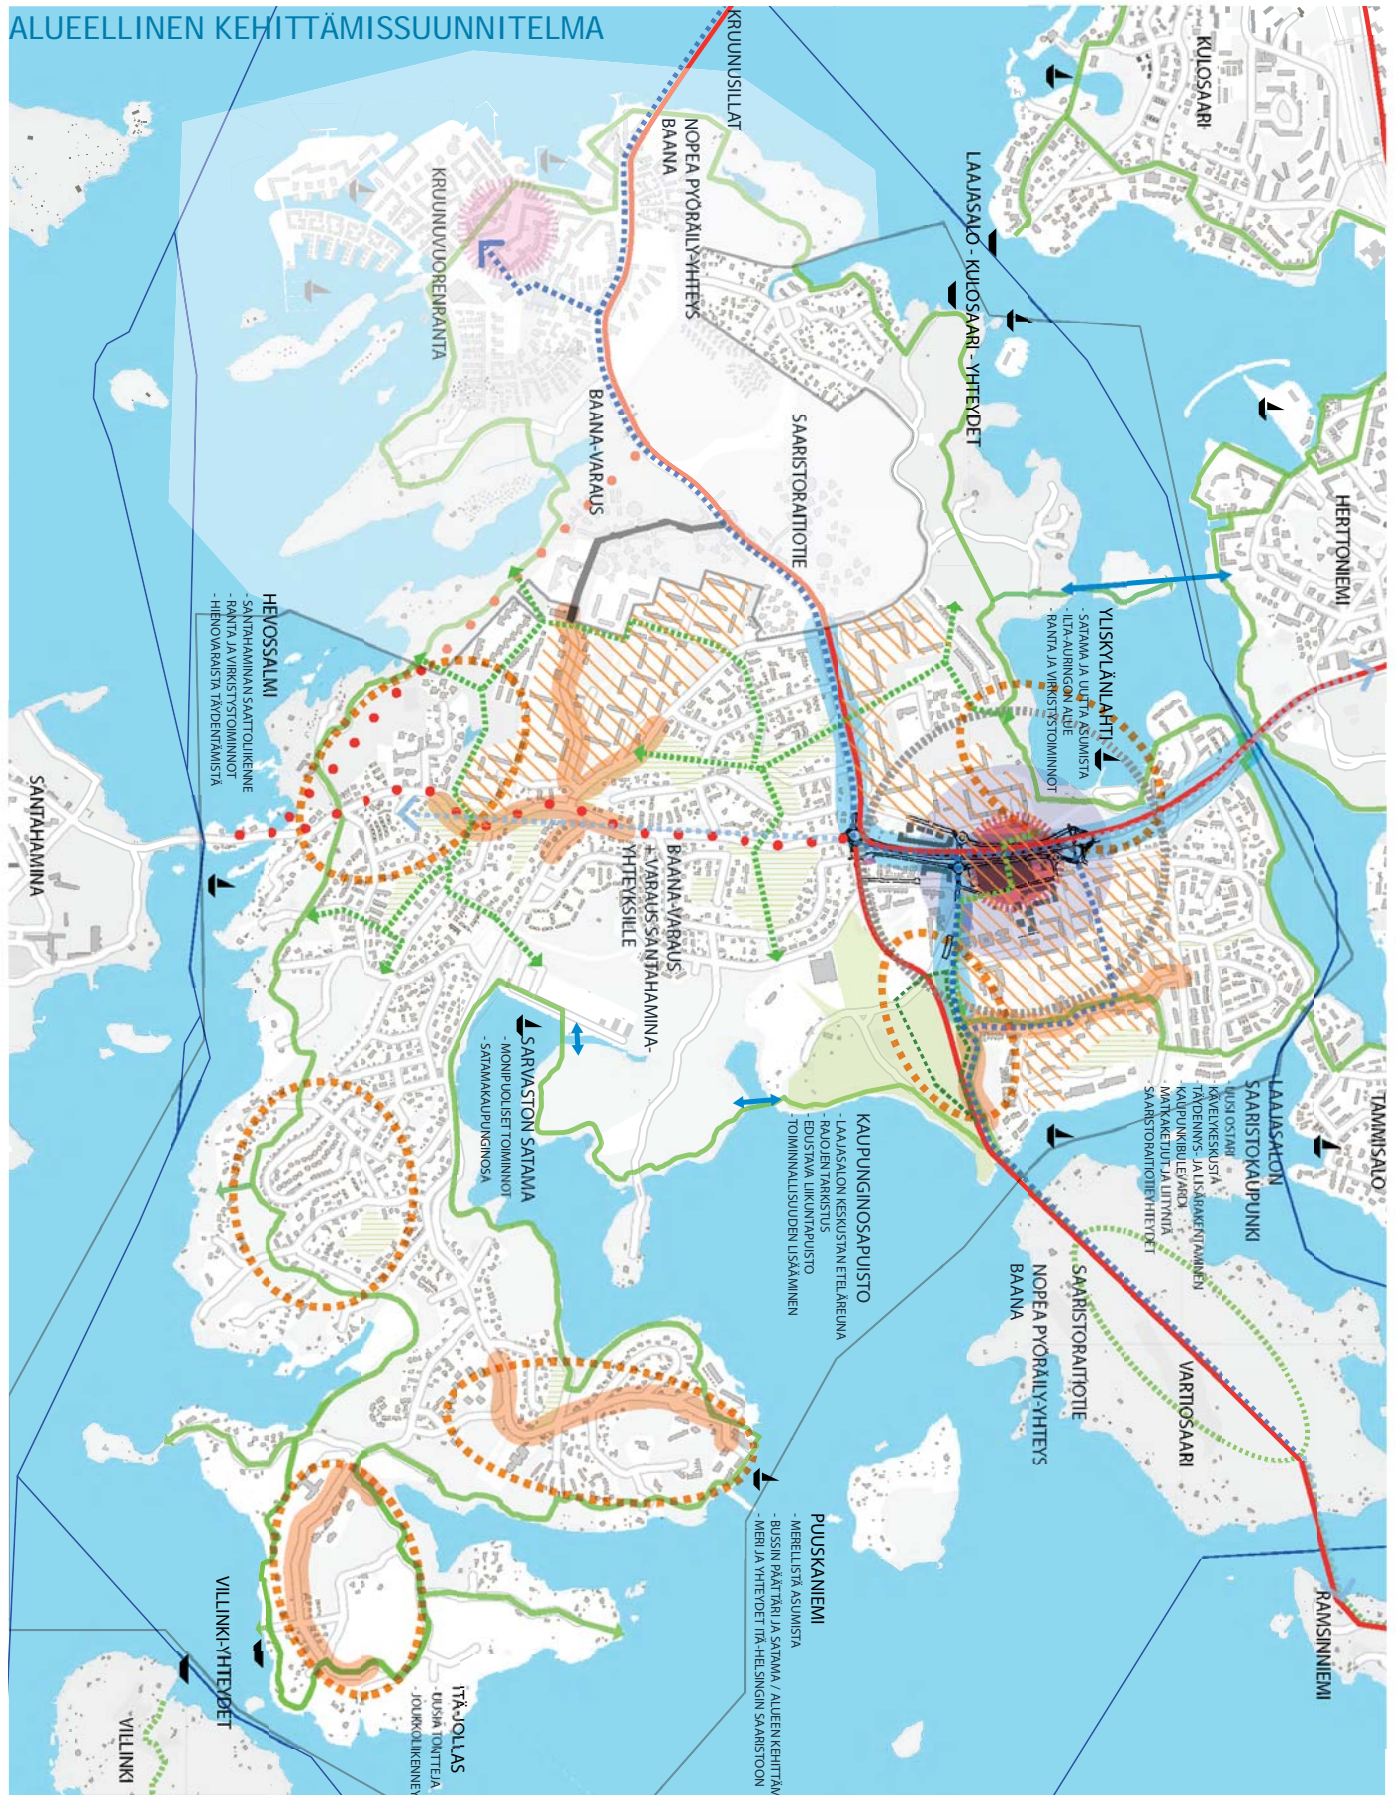 ALUEELLINEN KEHITTÄMISSUUNNITELMA
KRUUNUSILLAT
KULOSAARI
NOPEA PYÖRÄILY-YHTEYS
BAANA
LAAJASALO - KULOSAARI - YHTEYDET
KRUUNUVUORENRANTA
BAANA-VARAUS
SAARISTORAITIOTIE
HERTTONIEMI
YLISKYLÄNLAHTI
- SATAMA JA UUTTA ASUMISTA
- ILTA-AURINGON ALUE
- RANTA JA VIRKISTYSTOIMINNOT
HEVOSSALMI
- SANTAHAMINAN SAATTOLIIKENNE
- RANTA JA VIRKISTYSTOIMINNOT
- HIENOVARAISTA TÄYDENTÄMISTÄ
SANTAHAMINA
BAANA-VARAUS
+ VARAUS SANTAHAMINA-
YHTEYKSILLE
SARVASTON SATAMA
- MONIPUOLISET TOIMINNOT
- SATAMAKAUPUNGINOSA
KAUPUNGINOSAPUISTO
- LAAJASALON KESKUSTAN ETELÄREUNA
- RAJOJEN TARKISTUS
- EDUSTAVA LIIKUNTAPUISTO
- TOIMINNALLISUUDEN LISÄÄMINEN
LAAJASALON
SAARISTOKAUPUNKI
- UUSI OSTARI
- KÄVELYKESKUSTA
- TÄYDENNYS- JA LISÄRAKENTAMINEN
- KAUPUNKIBULEVARDI
- MATKAKETJUT JA LIITYNTÄ
- SAARISTORAITIOTIEYHTEYDET
TAMMISALO
SAARISTORAITIOTIE
NOPEA PYÖRÄILY-YHTEYS
BAANA
VARTIOSAARI
RAMSINNIEMI
PUUSKANIEMI
- MERELLISTÄ ASUMISTA
- BUSSIN PÄÄTTÄRI JA SATAMA / ALUEEN KEHITTÄM
- MERI JA YHTEYDET ITÄ-HELSINGIN SAARISTOON
VILLINKI-YHTEYDET
ITÄ-JOLLAS
- UUSIA TONTTEJA
- JOUKKOLIIKENNEY
VILLINKI